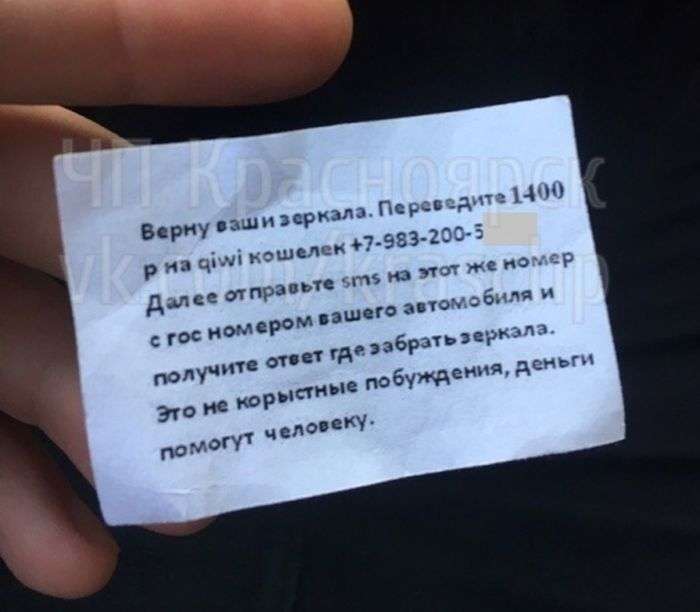 ЧП Красноярск
Верну ваши зеркала. Переведите 1400
р на qiwi кошелек +7-983-200-5
Далее отправьте sms на этот же номер
с гос номером вашего автомобиля и
получите ответ где забрать зеркала.
Это не корыстные побуждения, деньги
помогут человеку.